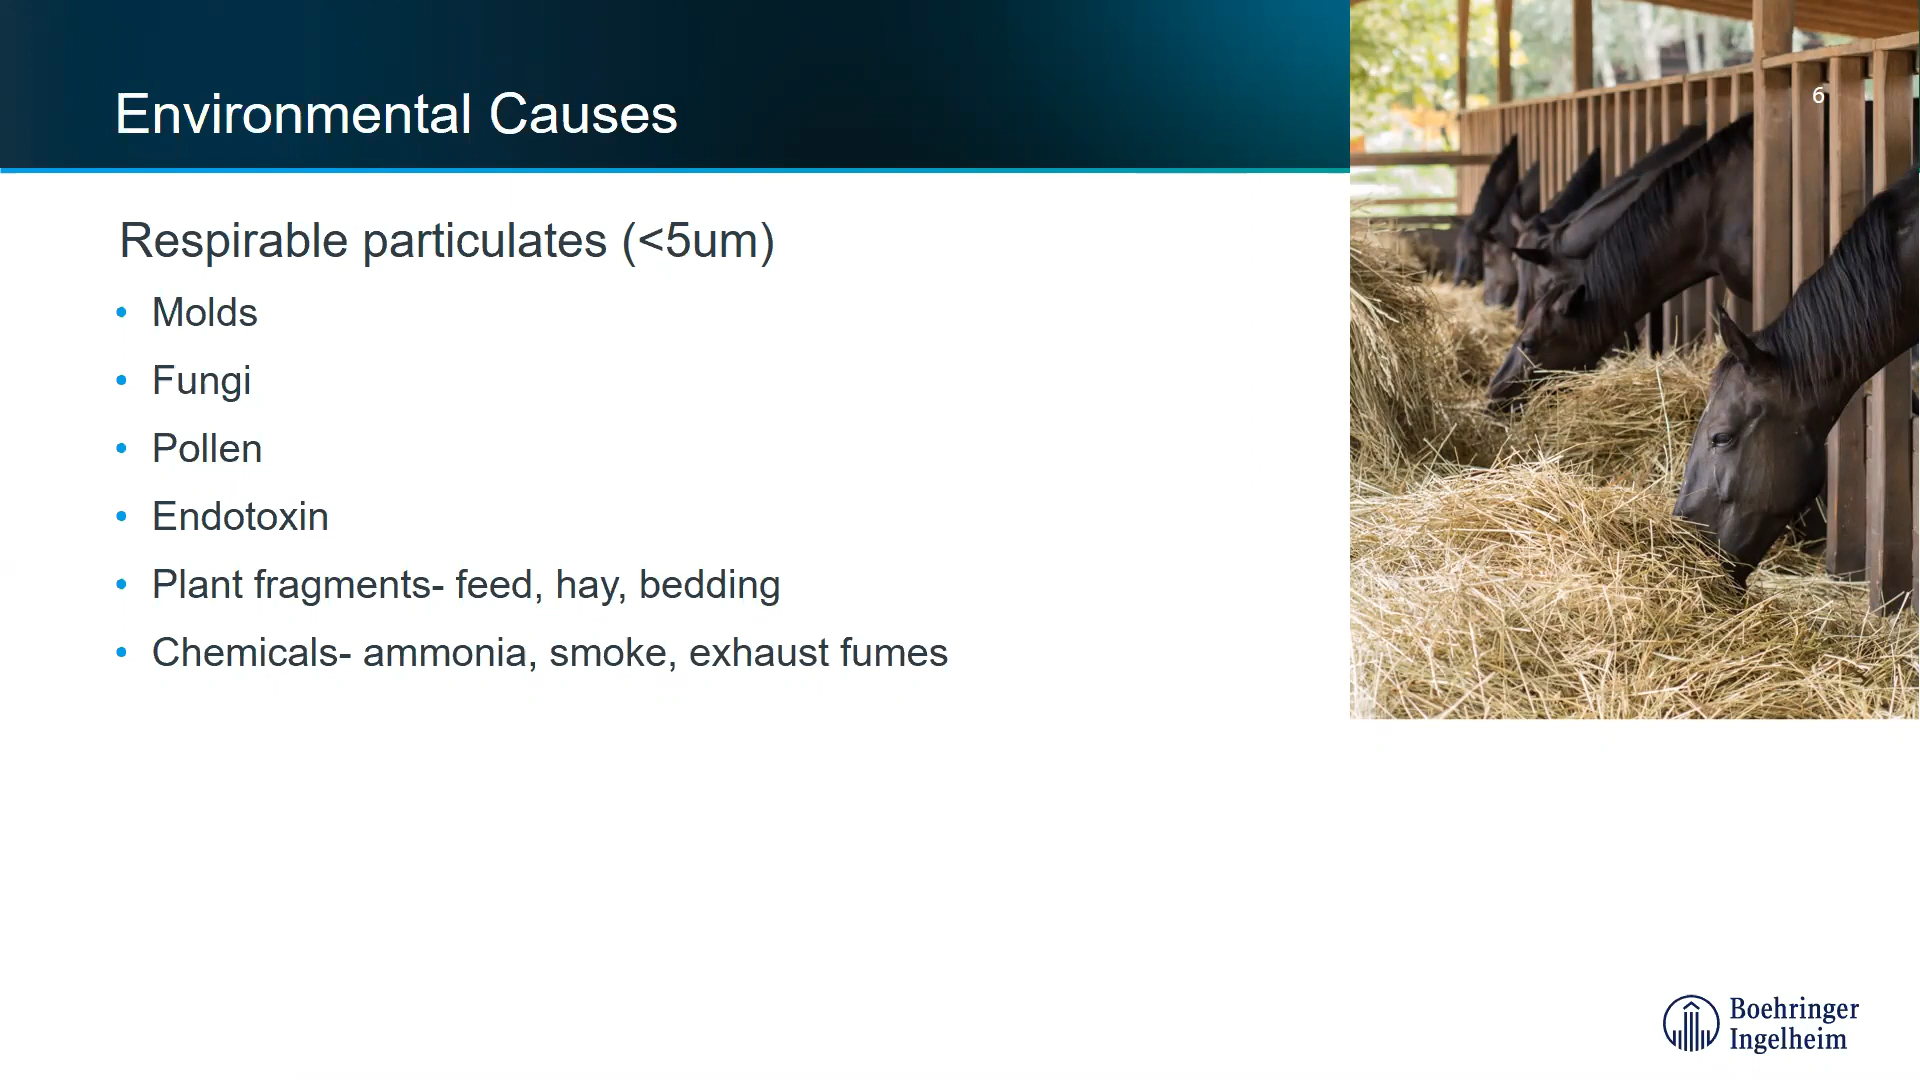 Environmental Causes
6
Respirable particulates (<5um)
• Molds
• Fungi
• Pollen
• Endotoxin
• Plant fragments- feed, hay, bedding
• Chemicals- ammonia, smoke, exhaust fumes
Boehringer
Ingelheim